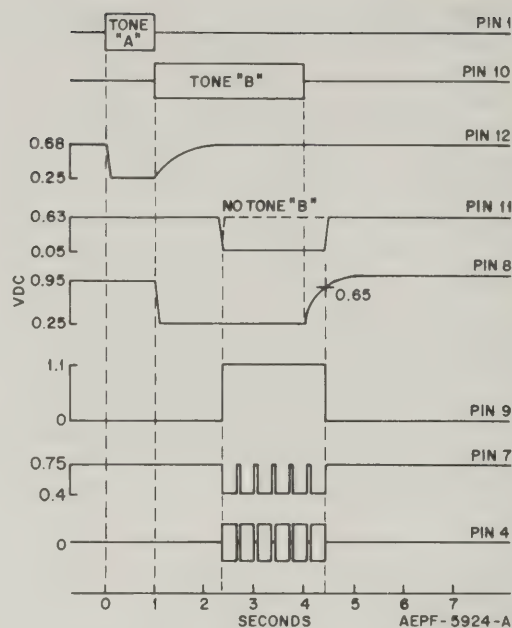 TONE
"A"
PIN 1
TONE "B"
PIN 10
PIN 12
0.68
0.25
NO TONE "B"
PIN 11
0.63
0.05
PIN 8
0.95
0.65
0.25
VDC
1.1
0
PIN 9
PIN 7
0.75
0.4
PIN 4
0
0 1 2 3 4 5 6 7
SECONDS
AEPF-5924-A